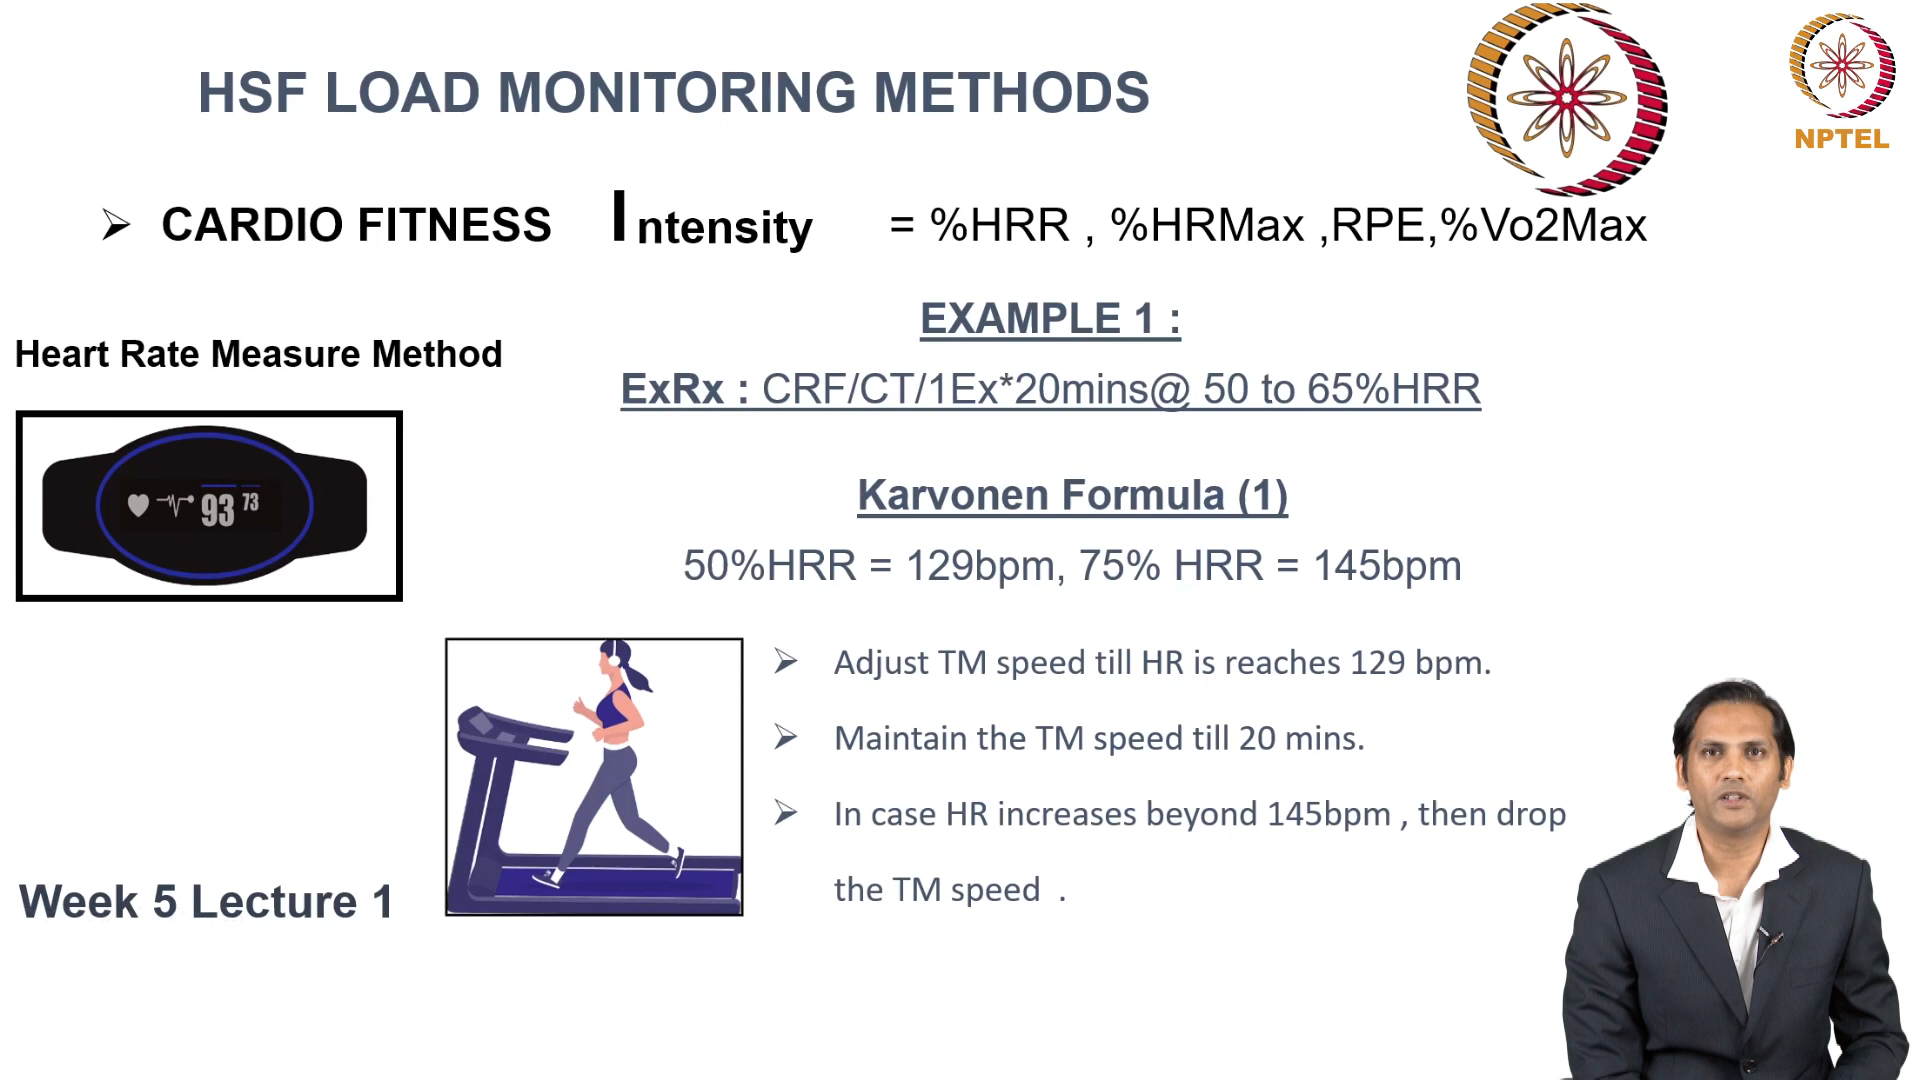 HSF LOAD MONITORING METHODS
NPTEL
➢ CARDIO FITNESS Intensity = %HRR , %HRMax ,RPE,%Vo2Max
EXAMPLE 1 :
Heart Rate Measure Method
ExRx : CRF/CT/1Ex*20mins@ 50 to 65%HRR
93 73
Karvonen Formula (1)
50%HRR = 129bpm, 75% HRR = 145bpm
➢ Adjust TM speed till HR is reaches 129 bpm.
➢ Maintain the TM speed till 20 mins.
➢ In case HR increases beyond 145bpm , then drop
the TM speed .
Week 5 Lecture 1